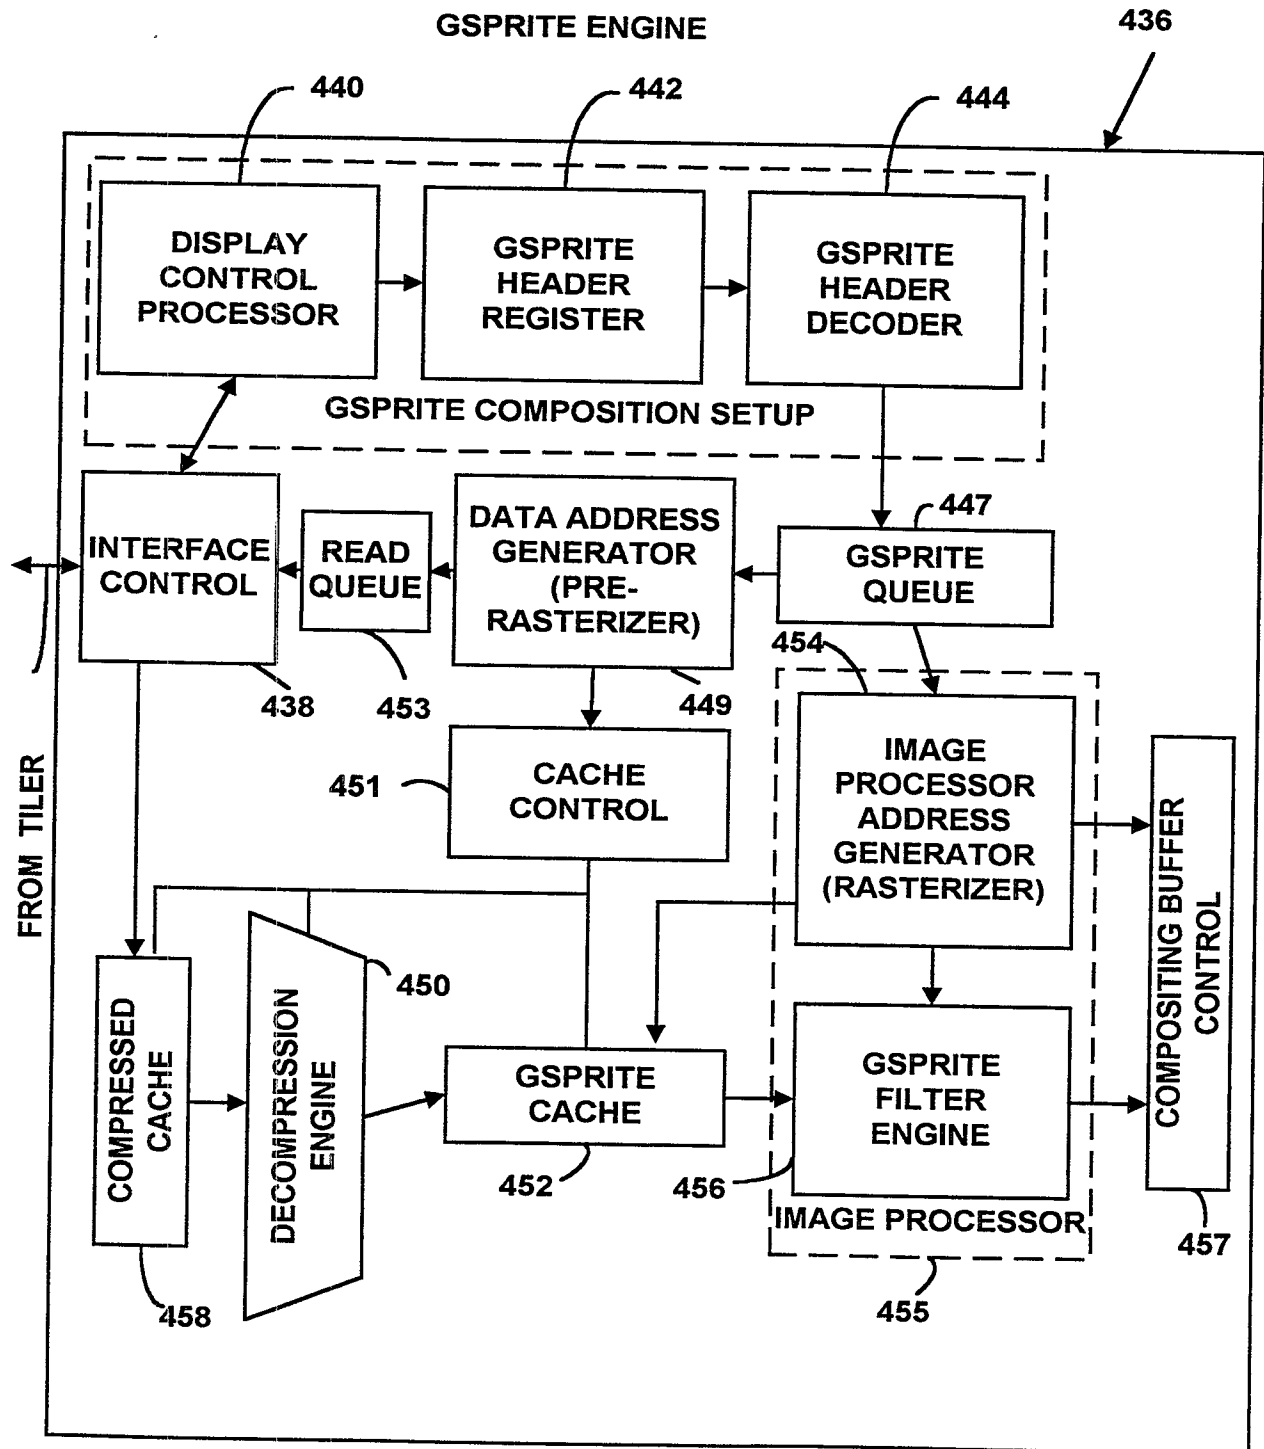 GSPRITE ENGINE
436
440
442
444
DISPLAY
CONTROL
PROCESSOR
GSPRITE
HEADER
REGISTER
GSPRITE
HEADER
DECODER
GSPRITE COMPOSITION SETUP
INTERFACE
CONTROL
READ
QUEUE
DATA ADDRESS
GENERATOR
(PRE-
RASTERIZER)
447
GSPRITE
QUEUE
438
453
449
454
FROM TILER
451
CACHE
CONTROL
IMAGE
PROCESSOR
ADDRESS
GENERATOR
(RASTERIZER)
COMPOSITING BUFFER
CONTROL
450
COMPRESSED
CACHE
DECOMPRESSION
ENGINE
GSPRITE
CACHE
GSPRITE
FILTER
ENGINE
452
456
IMAGE PROCESSOR
457
458
455